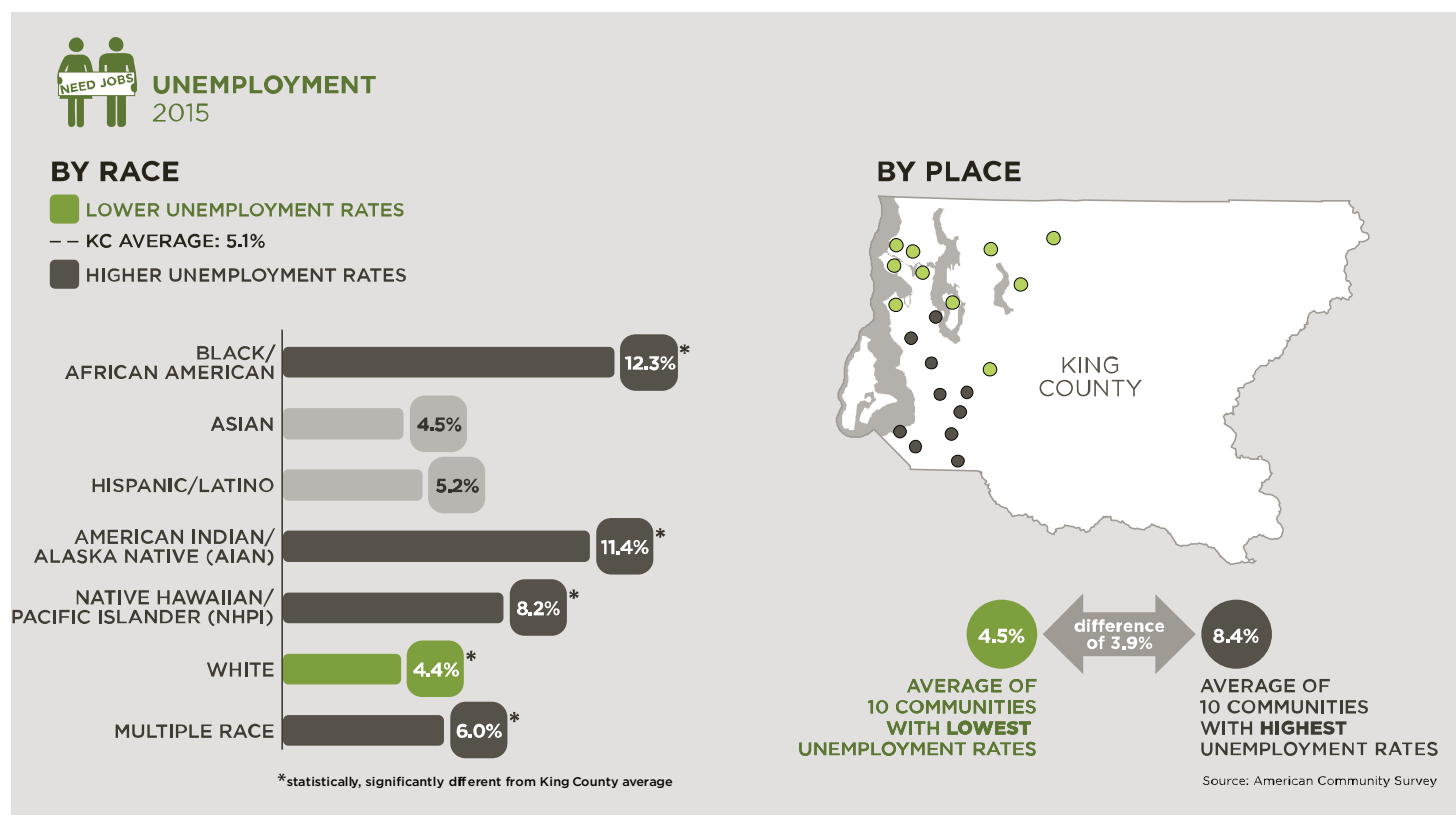 NEED JOBS
UNEMPLOYMENT
2015
BY RACE
LOWER UNEMPLOYMENT RATES
-- KC AVERAGE: 5.1%
HIGHER UNEMPLOYMENT RATES
BLACK/
AFRICAN AMERICAN
12.3%*
ASIAN
4.5%
HISPANIC/LATINO
5.2%
AMERICAN INDIAN/
ALASKA NATIVE (AIAN)
11.4%*
NATIVE HAWAIIAN/
PACIFIC ISLANDER (NHPI)
8.2%*
WHITE
4.4%*
MULTIPLE RACE
6.0%*
*statistically, significantly different from King County average
BY PLACE
KING
COUNTY
4.5%
difference
of 3.9%
8.4%
AVERAGE OF
10 COMMUNITIES
WITH LOWEST
UNEMPLOYMENT RATES
AVERAGE OF
10 COMMUNITIES
WITH HIGHEST
UNEMPLOYMENT RATES
Source: American Community Survey